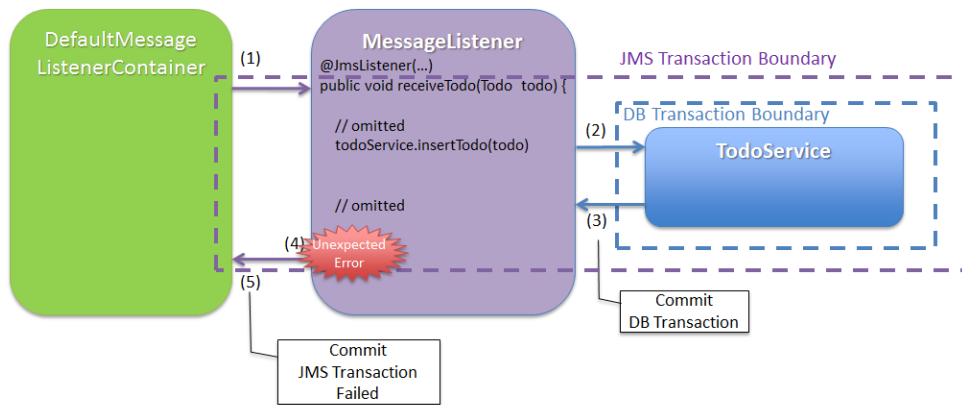 DefaultMessage
ListenerContainer
(1)
MessageListener
@JmsListener(...)
public void receiveTodo(Todo todo) {
// omitted
todoService.insertTodo(todo)
// omitted
JMS Transaction Boundary
DB Transaction Boundary
(2)
TodoService
(3)
(4)
Unexpected
Error
(5)
Commit
DB Transaction
Commit
JMS Transaction
Failed